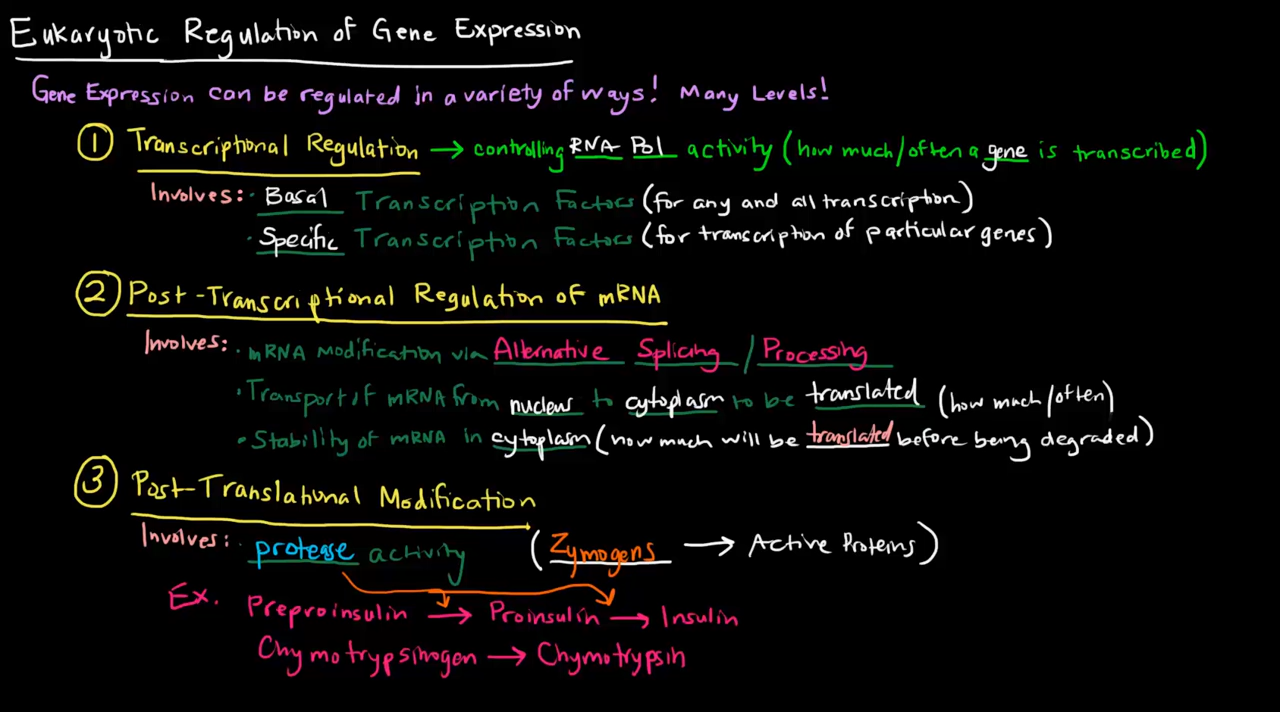 Eukaryotic Regulation of Gene Expression
Gene Expression can be regulated in a variety of ways! Many Levels!
① Transcriptional Regulation → controlling RNA Pol activity (how much/often a gene is transcribed)
Involves: · Basal Transcription Factors (for any and all transcription)
· Specific Transcription Factors (for transcription of particular genes)
② Post-Transcriptional Regulation of mRNA
Involves: · mRNA Modification via Alternative Splicing / Processing
· Transport of mRNA from nucleus to cytoplasm to be translated (how much/often)
· Stability of mRNA in cytoplasm (how much will be translated before being degraded)
③ Post-Translational Modification
Involves: · protease activity (Zymogens → Active Proteins)
Ex. Preproinsulin → Proinsulin → Insulin
Chymotrypsinogen → Chymotrypsin